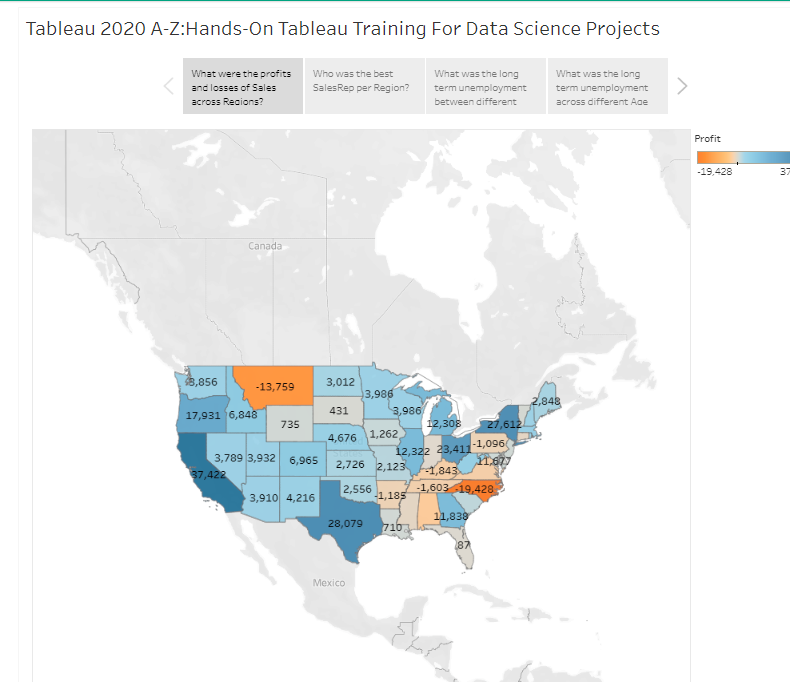 Tableau 2020 A-Z:Hands-On Tableau Training For Data Science Projects
What were the profits
and losses of Sales
across Regions?
Who was the best
SalesRep per Region?
What was the long
term unemployment
between different
What was the long
term unemployment
across different Age
Profit
-19,428
37
Canada
3,856
-13,759
3,012
3,986
2,848
17,931
6,848
735
431
3,986
12,308
27,612
4,676
1,262
-1,096
3,789
3,932
6,965
2,726
2,123
12,322
23,411
11,677
37,422
-1,843
3,910
4,216
2,556
-1,185
-1,603
-19,428
28,079
710
11,838
87
Mexico